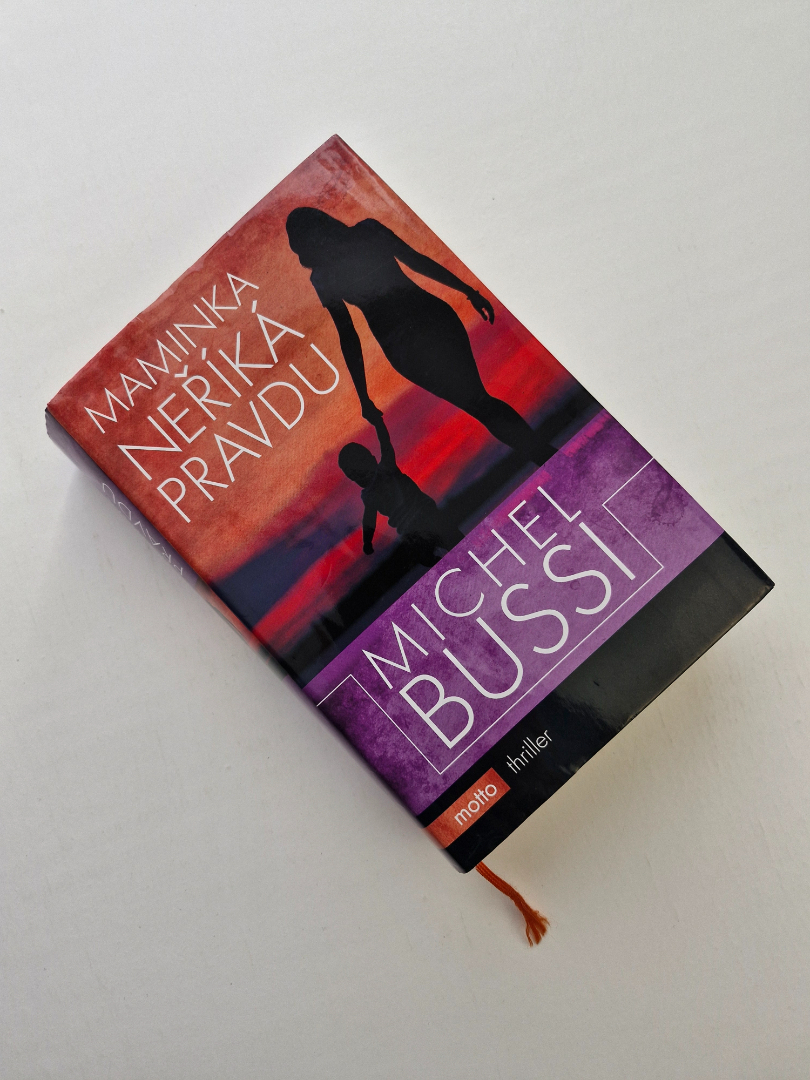 MAMINKA
NEŘÍKÁ
PRAVDU
MICHEL
BUSSI
motto thriller